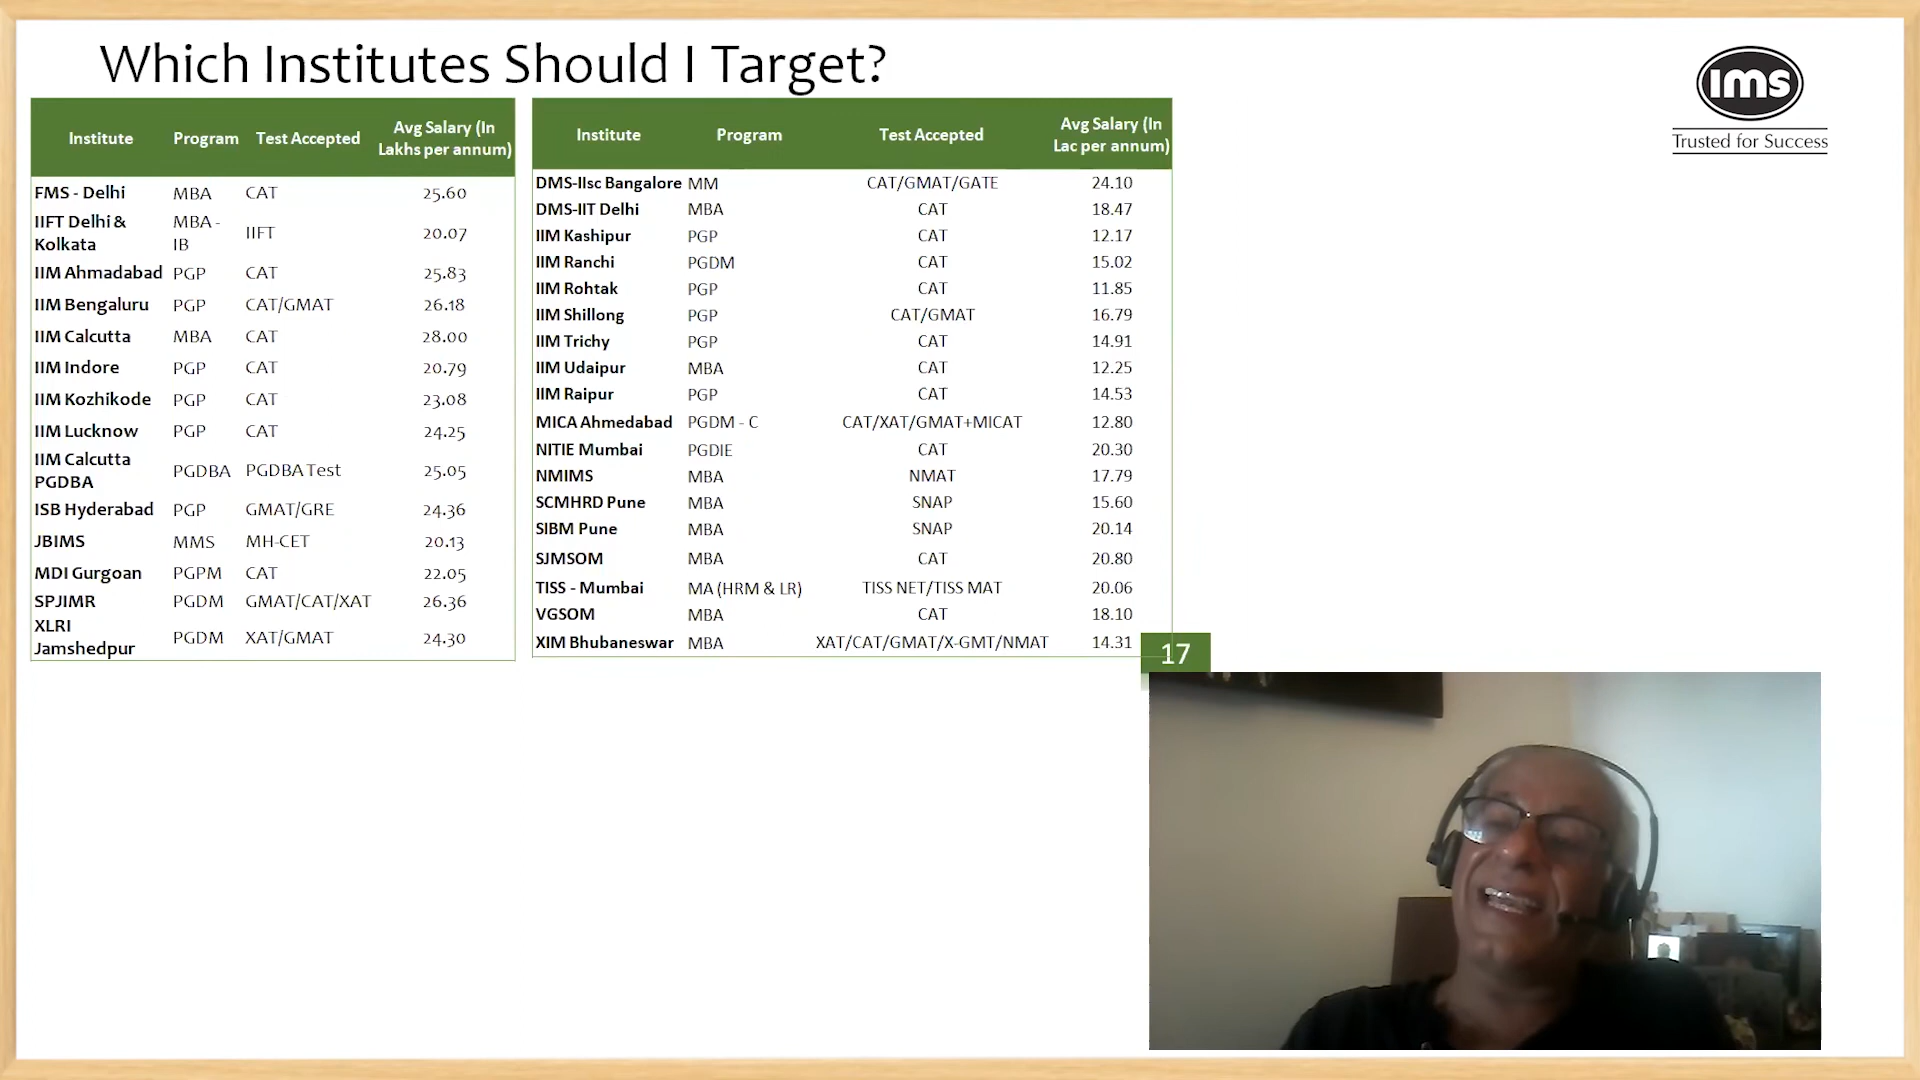 Which Institutes Should I Target?
ims
Trusted for Success
Institute Program Test Accepted Avg Salary (In Lakhs per annum)
FMS - Delhi MBA CAT 25.60
IIFT Delhi & Kolkata MBA - IB IIFT 20.07
IIM Ahmadabad PGP CAT 25.83
IIM Bengaluru PGP CAT/GMAT 26.18
IIM Calcutta MBA CAT 28.00
IIM Indore PGP CAT 20.79
IIM Kozhikode PGP CAT 23.08
IIM Lucknow PGP CAT 24.25
IIM Calcutta PGDBA PGDBA PGDBA Test 25.05
ISB Hyderabad PGP GMAT/GRE 24.36
JBIMS MMS MH-CET 20.13
MDI Gurgoan PGPM CAT 22.05
SPJIMR PGDM GMAT/CAT/XAT 26.36
XLRI Jamshedpur PGDM XAT/GMAT 24.30
Institute Program Test Accepted Avg Salary (In Lac per annum)
DMS-IIsc Bangalore MM CAT/GMAT/GATE 24.10
DMS-IIT Delhi MBA CAT 18.47
IIM Kashipur PGP CAT 12.17
IIM Ranchi PGDM CAT 15.02
IIM Rohtak PGP CAT 11.85
IIM Shillong PGP CAT/GMAT 16.79
IIM Trichy PGP CAT 14.91
IIM Udaipur MBA CAT 12.25
IIM Raipur PGP CAT 14.53
MICA Ahmedabad PGDM - C CAT/XAT/GMAT+MICAT 12.80
NITIE Mumbai PGDIE CAT 20.30
NMIMS MBA NMAT 17.79
SCMHRD Pune MBA SNAP 15.60
SIBM Pune MBA SNAP 20.14
SJMSOM MBA CAT 20.80
TISS - Mumbai MA (HRM & LR) TISS NET/TISS MAT 20.06
VGSOM MBA CAT 18.10
XIM Bhubaneswar MBA XAT/CAT/GMAT/X-GMT/NMAT 14.31
17